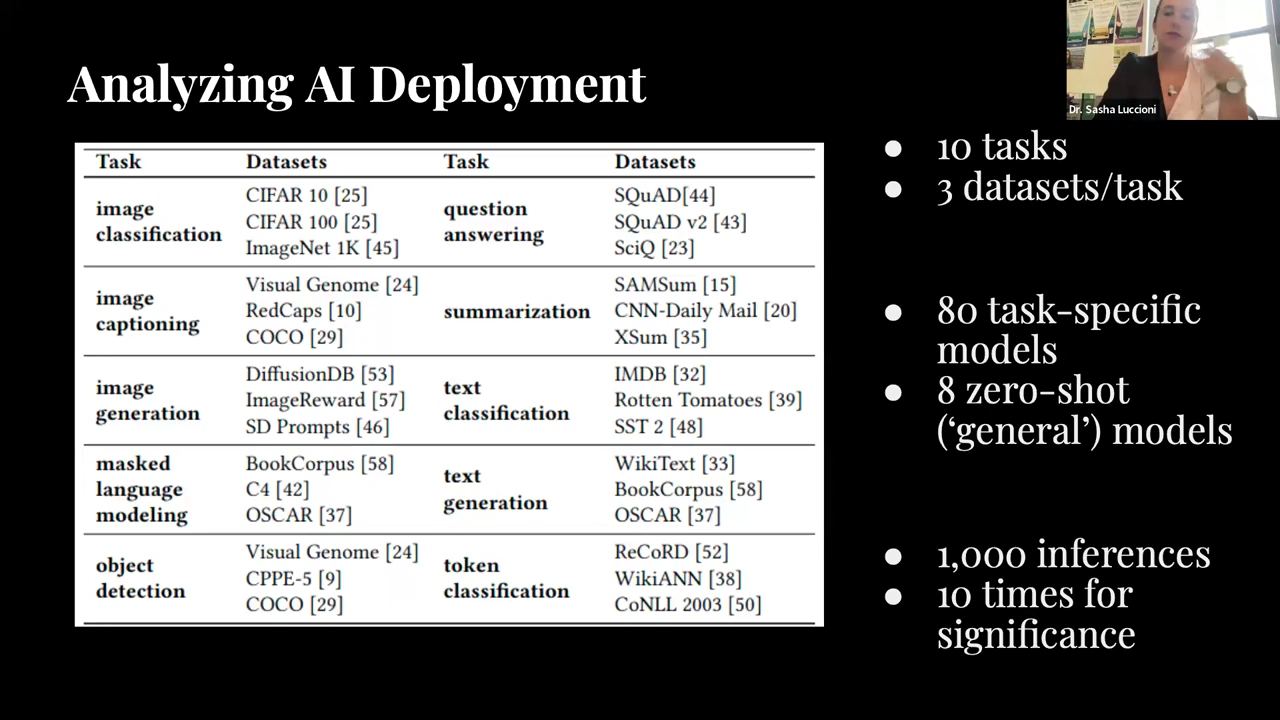 Analyzing AI Deployment
Dr. Sasha Luccioni
Task Datasets Task Datasets
image classification
CIFAR 10 [25]
CIFAR 100 [25]
ImageNet 1K [45]
question answering
SQuAD[44]
SQuAD v2 [43]
SciQ [23]
image captioning
Visual Genome [24]
RedCaps [10]
COCO [29]
summarization
SAMSum [15]
CNN-Daily Mail [20]
XSum [35]
image generation
DiffusionDB [53]
ImageReward [57]
SD Prompts [46]
text classification
IMDB [32]
Rotten Tomatoes [39]
SST 2 [48]
masked language modeling
BookCorpus [58]
C4 [42]
OSCAR [37]
text generation
WikiText [33]
BookCorpus [58]
OSCAR [37]
object detection
Visual Genome [24]
CPPE-5 [9]
COCO [29]
token classification
ReCoRD [52]
WikiANN [38]
CoNLL 2003 [50]
● 10 tasks
● 3 datasets/task
● 80 task-specific
models
● 8 zero-shot
(‘general’) models
● 1,000 inferences
● 10 times for
significance